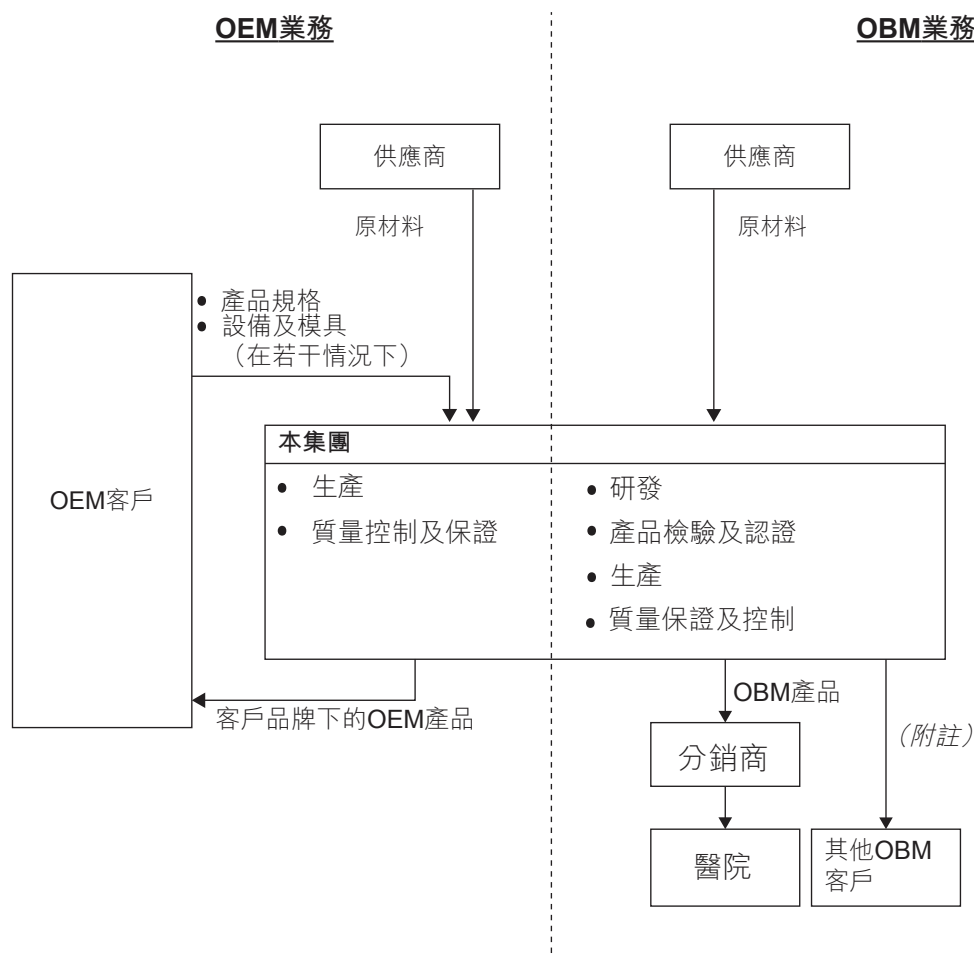 OEM業務
OBM業務
供應商
供應商
原材料
原材料
• 產品規格
• 設備及模具
（在若干情況下）
OEM客戶
本集團
• 生產
• 質量控制及保證
• 研發
• 產品檢驗及認證
• 生產
• 質量保證及控制
客戶品牌下的OEM產品
OBM產品
（附註）
分銷商
醫院
其他OBM
客戶